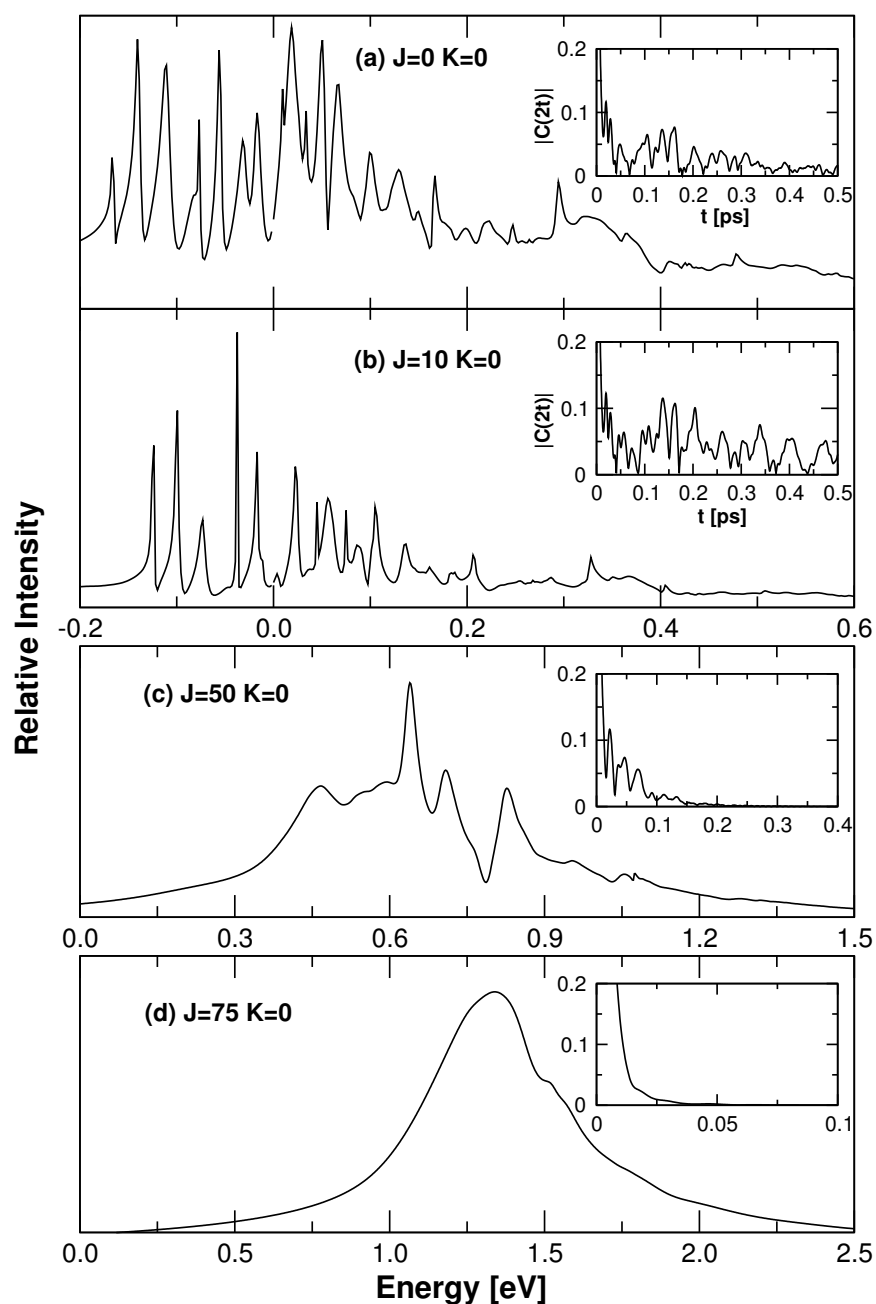 (a) J=0 K=0
0.2
|C(2t)|
0.1
0
0 0.1 0.2 0.3 0.4 0.5
t [ps]
(b) J=10 K=0
0.2
|C(2t)|
0.1
0
0 0.1 0.2 0.3 0.4 0.5
t [ps]
-0.2 0.0 0.2 0.4 0.6
Relative Intensity
(c) J=50 K=0
0.2
0.1
0
0 0.1 0.2 0.3 0.4
0.0 0.3 0.6 0.9 1.2 1.5
(d) J=75 K=0
0.2
0.1
0
0 0.05 0.1
0.0 0.5 1.0 1.5 2.0 2.5
Energy [eV]